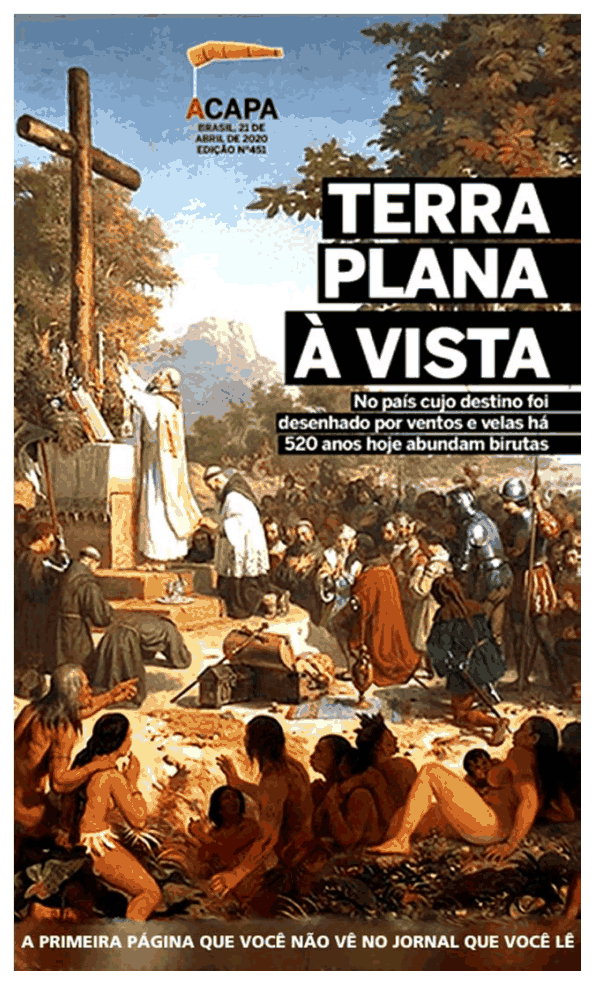 ACAPA
BRASIL, 21 DE
ABRIL DE 2020
EDIÇÃO Nº451
TERRA
PLANA
À VISTA
No país cujo destino foi
desenhado por ventos e velas há
520 anos hoje abundam birutas
A PRIMEIRA PÁGINA QUE VOCÊ NÃO VÊ NO JORNAL QUE VOCÊ LÊ